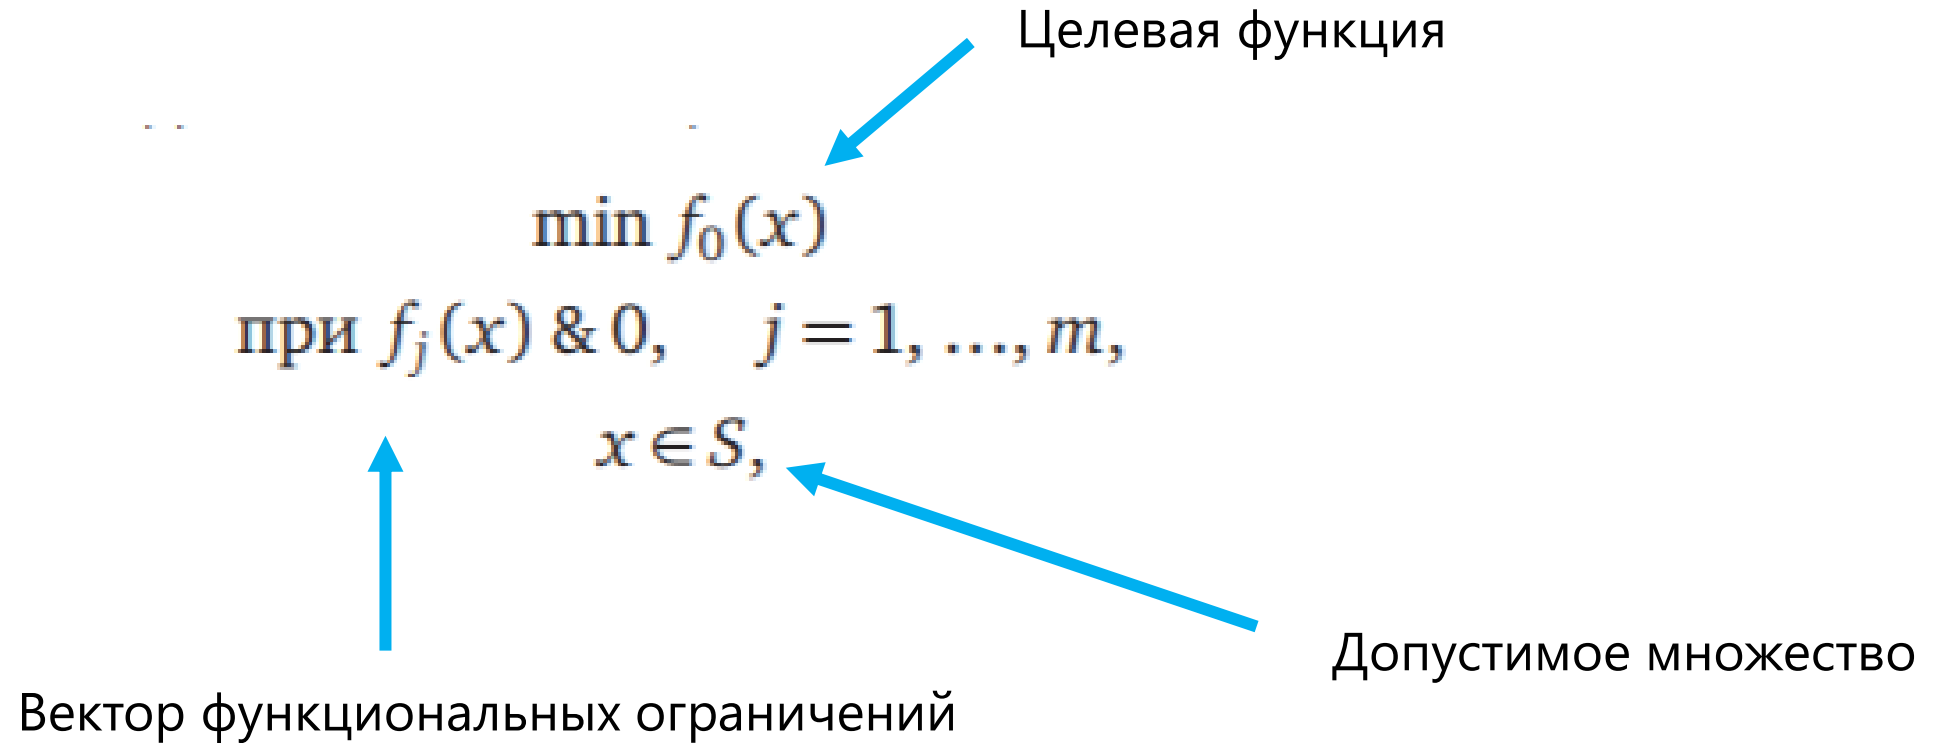 Целевая функция
min f₀(x)
при fⱼ(x) & 0, j = 1, ..., m,
x ∈ S,
Допустимое множество
Вектор функциональных ограничений